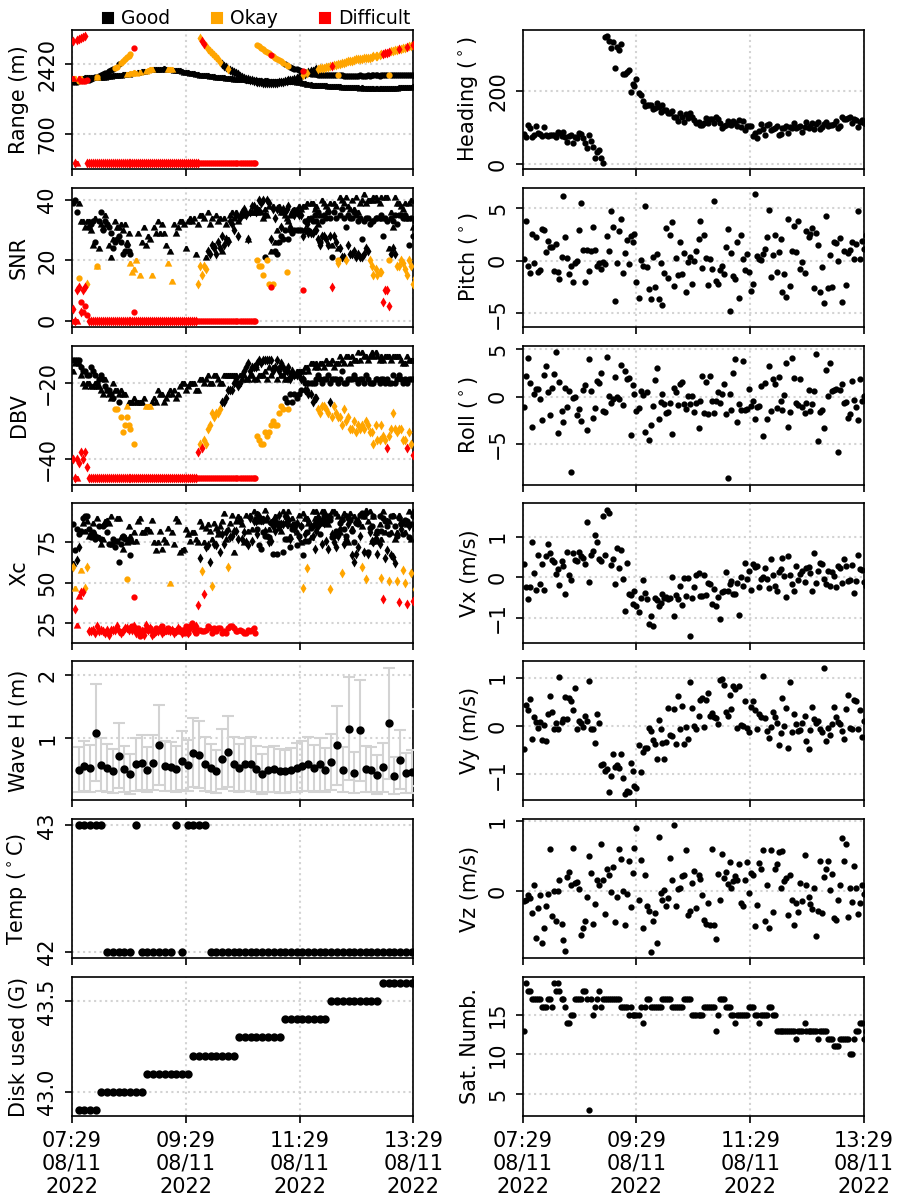 Good Okay Difficult
Range (m)
2420
700
SNR
40
20
0
DBV
−20
−40
Xc
75
50
25
Wave H (m)
2
1
Temp (°C)
43
42
Disk used (G)
43.5
43.0
07:29 09:29 11:29 13:29
08/11 08/11 08/11 08/11
2022 2022 2022 2022
Heading (°)
200
0
Pitch (°)
5
0
−5
Roll (°)
5
0
−5
Vx (m/s)
1
0
−1
Vy (m/s)
1
0
−1
Vz (m/s)
1
0
Sat. Numb.
15
10
5
07:29 09:29 11:29 13:29
08/11 08/11 08/11 08/11
2022 2022 2022 2022